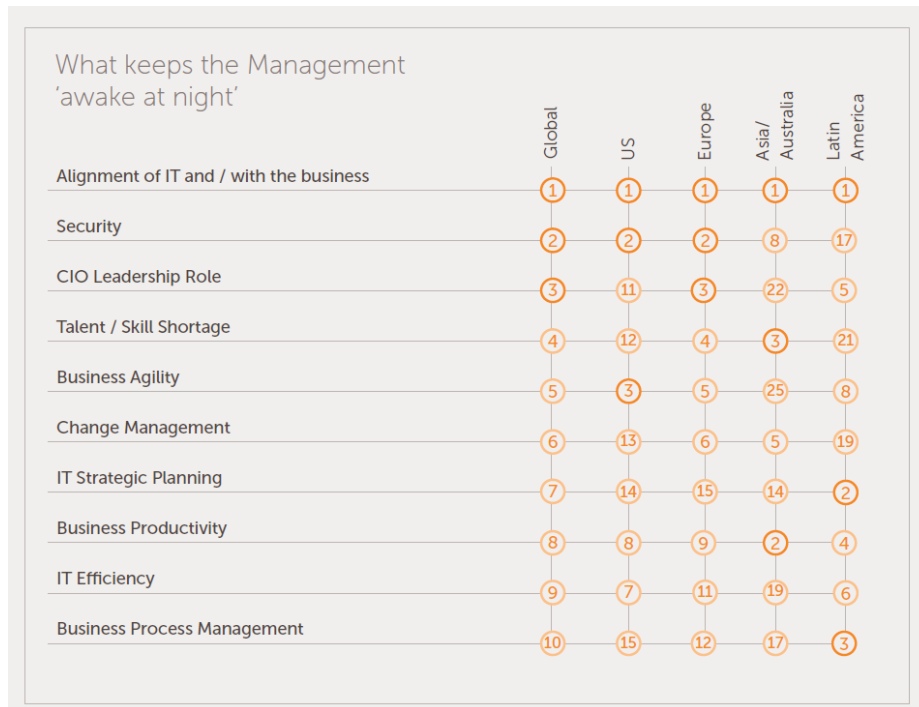 What keeps the Management
'awake at night'
Global
US
Europe
Asia/
Australia
Latin
America
Alignment of IT and / with the business
1 1 1 1 1
Security
2 2 2 8 17
CIO Leadership Role
3 11 3 22 5
Talent / Skill Shortage
4 12 4 3 21
Business Agility
5 3 5 25 8
Change Management
6 13 6 5 19
IT Strategic Planning
7 14 15 14 2
Business Productivity
8 8 9 2 4
IT Efficiency
9 7 11 19 6
Business Process Management
10 15 12 17 3